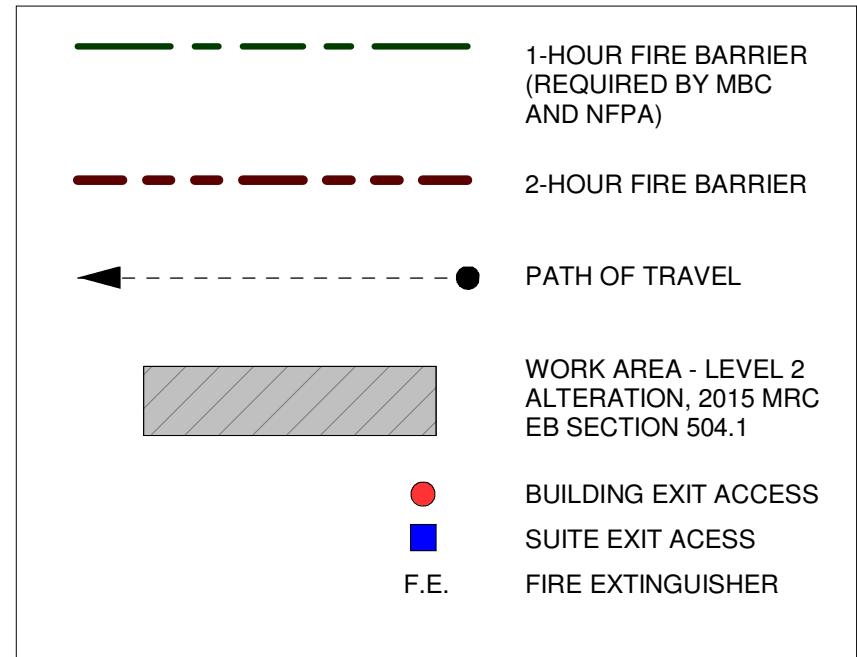 1-HOUR FIRE BARRIER
(REQUIRED BY MBC
AND NFPA)
2-HOUR FIRE BARRIER
PATH OF TRAVEL
WORK AREA - LEVEL 2
ALTERATION, 2015 MRC
EB SECTION 504.1
BUILDING EXIT ACCESS
SUITE EXIT ACESS
F.E. FIRE EXTINGUISHER